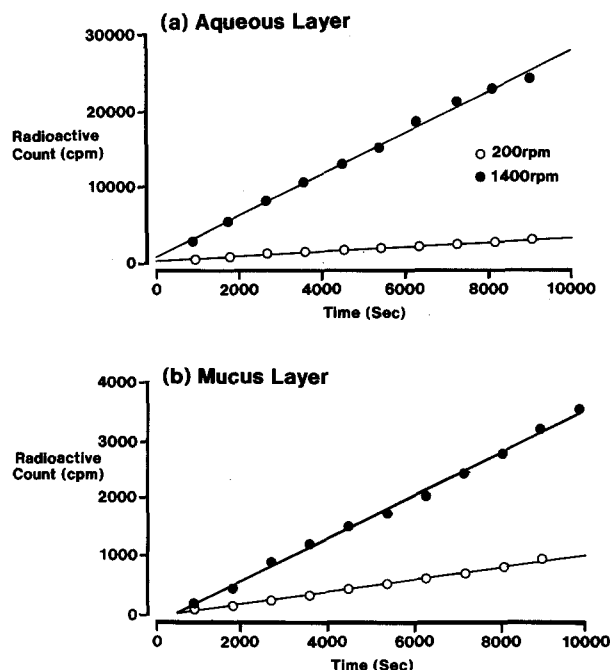 (a) Aqueous Layer
30000
20000
10000
0
Radioactive
Count (cpm)
200rpm
1400rpm
0 2000 4000 6000 8000 10000
Time (Sec)
(b) Mucus Layer
4000
3000
2000
1000
0
Radioactive
Count (cpm)
0 2000 4000 6000 8000 10000
Time (Sec)